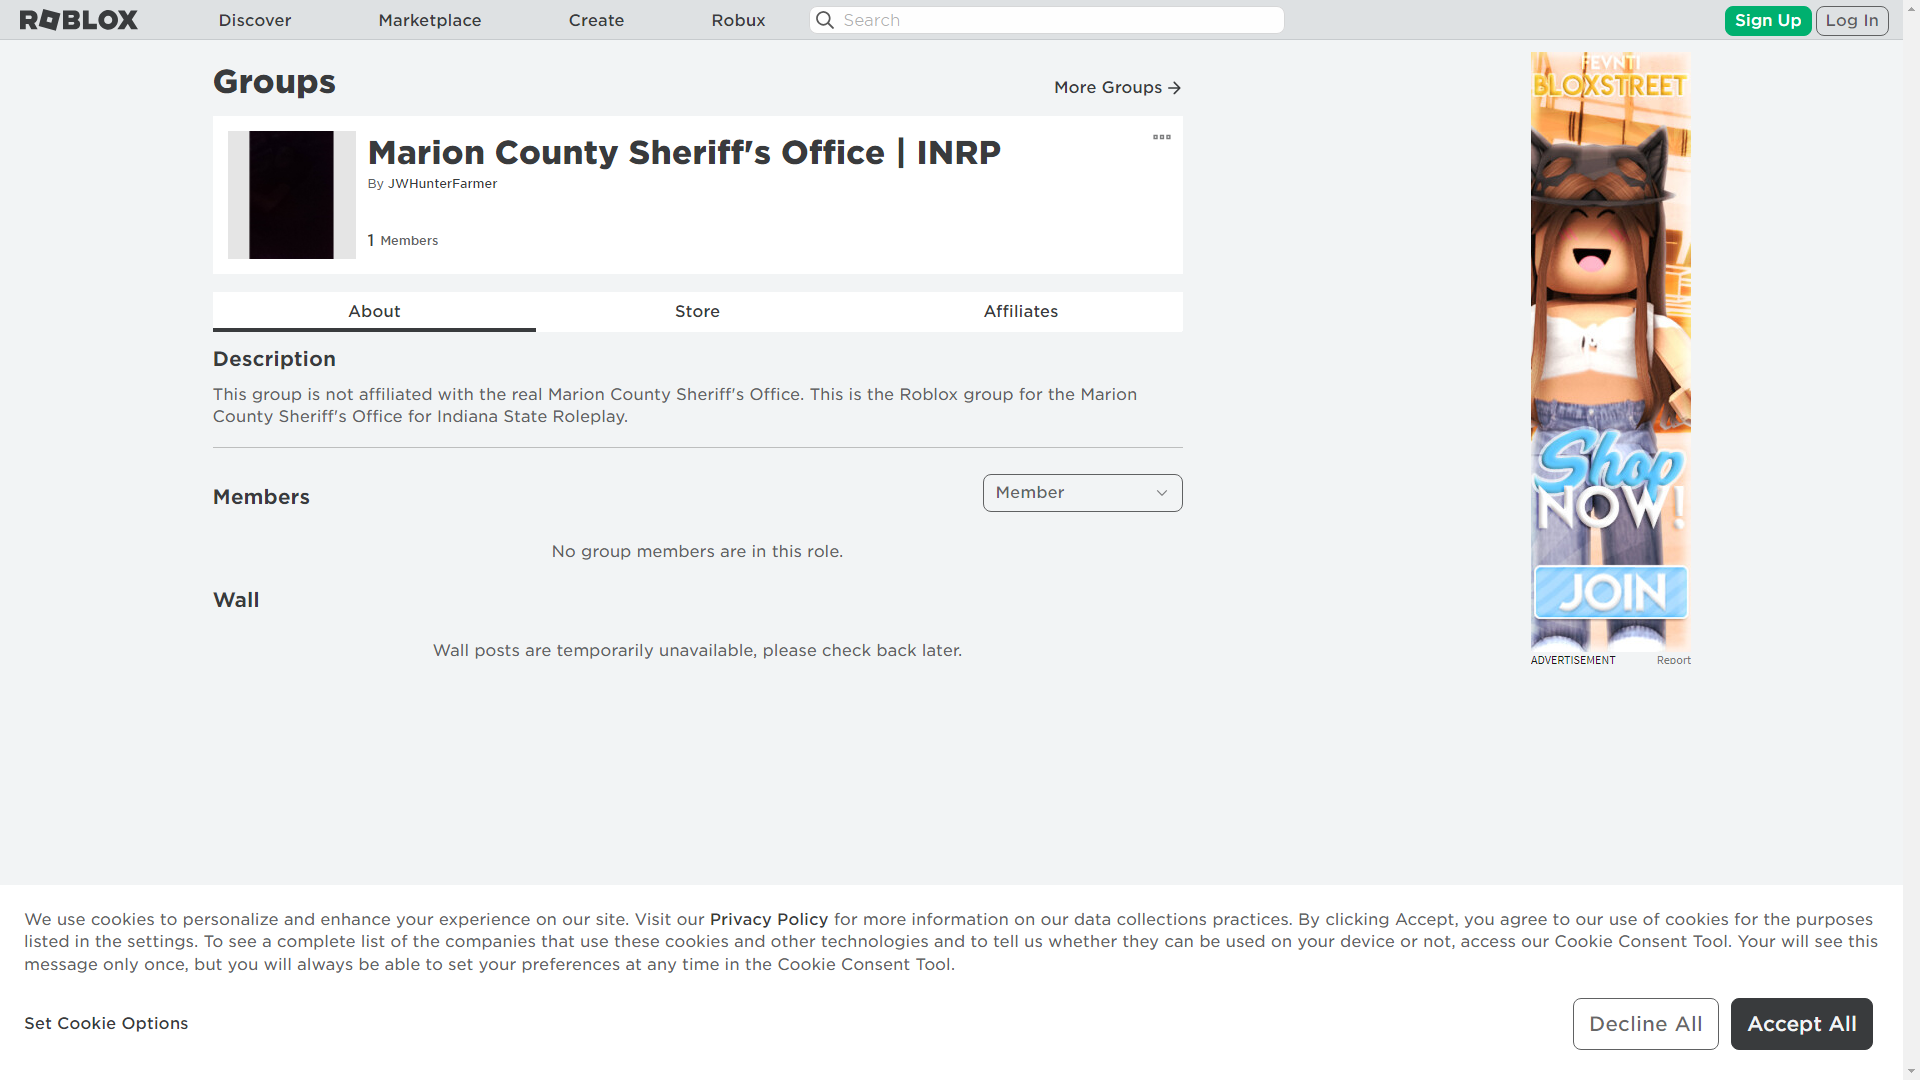 ROBLOX
Discover
Marketplace
Create
Robux
Search
Sign Up
Log In
Groups
More Groups
Marion County Sheriff's Office | INRP
By JWHunterFarmer
1 Members
About
Store
Affiliates
Description
This group is not affiliated with the real Marion County Sheriff's Office. This is the Roblox group for the Marion
County Sheriff's Office for Indiana State Roleplay.
Members
Member
No group members are in this role.
Wall
Wall posts are temporarily unavailable, please check back later.
FEVNTI
BLOXSTREET
Shop
NOW!
JOIN
ADVERTISEMENT
Report
We use cookies to personalize and enhance your experience on our site. Visit our Privacy Policy for more information on our data collections practices. By clicking Accept, you agree to our use of cookies for the purposes
listed in the settings. To see a complete list of the companies that use these cookies and other technologies and to tell us whether they can be used on your device or not, access our Cookie Consent Tool. Your will see this
message only once, but you will always be able to set your preferences at any time in the Cookie Consent Tool.
Set Cookie Options
Decline All
Accept All